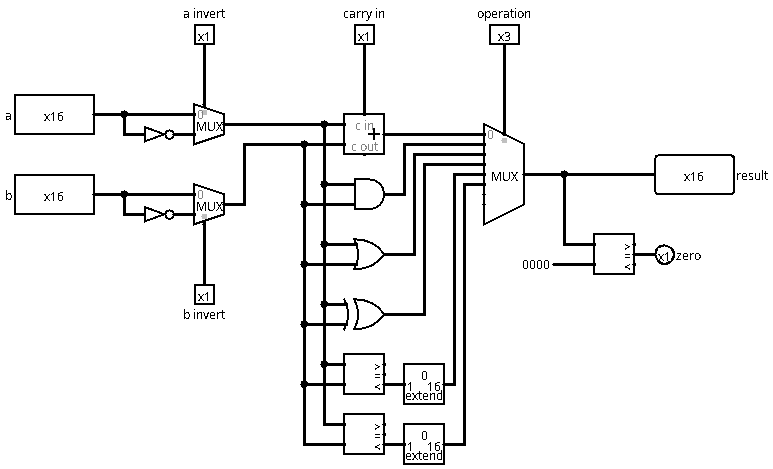 a invert
carry in
operation
x1
x1
x3
a
x16
0
MUX
c in
+
c out
0
b
x16
0
MUX
MUX
x16
result
0000
> = <
x1
zero
x1
b invert
> = <
0
1 16
extend
> = <
0
1 16
extend